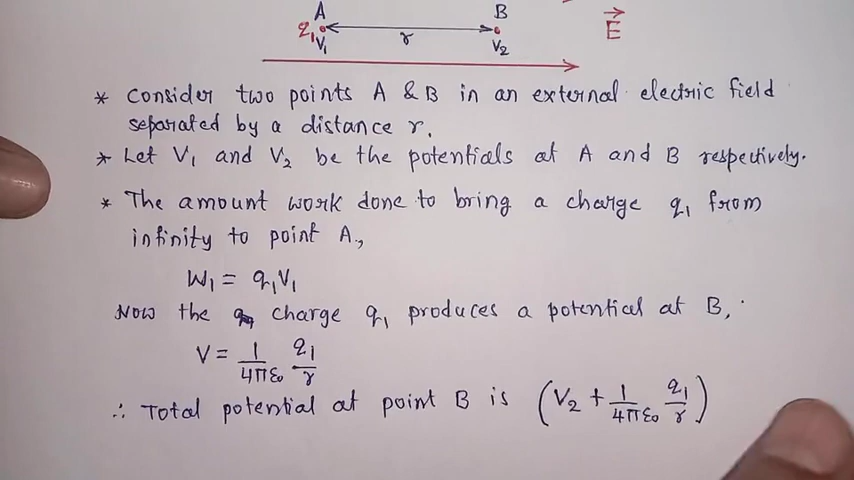 A B
q₁ V₁ r V₂ E⃗
* Consider two points A & B in an external electric field
separated by a distance r.
* Let V₁ and V₂ be the potentials at A and B respectively.
* The amount work done to bring a charge q₁ from
infinity to point A.,
W₁ = q₁V₁
Now the charge q₁ produces a potential at B,
V = 1/4πε₀ q₁/r
∴ Total potential at point B is (V₂ + 1/4πε₀ q₁/r)